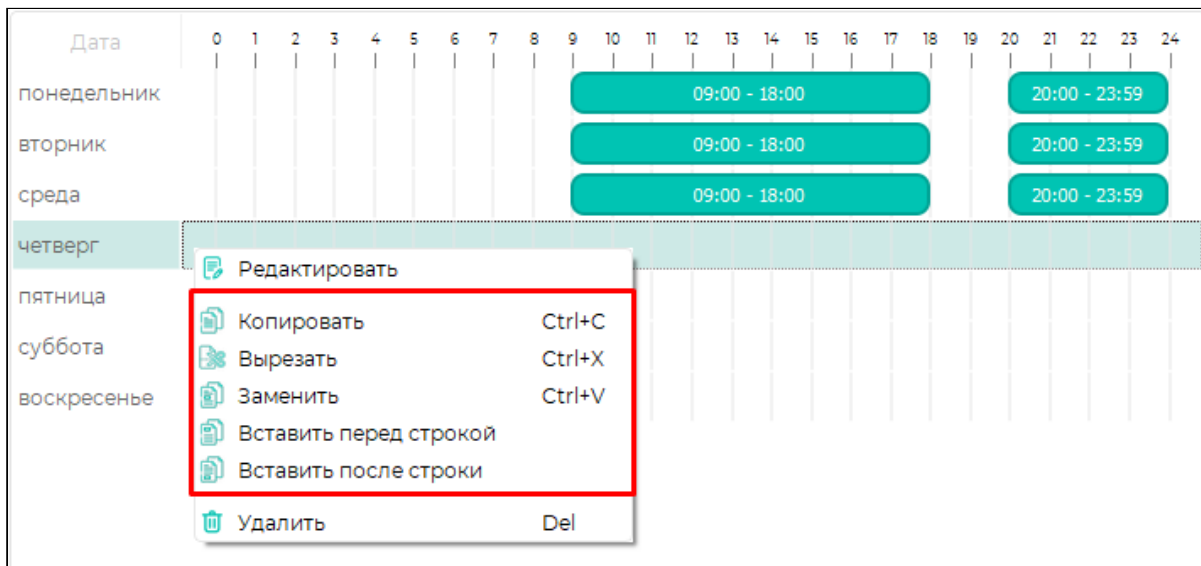 Дата 0 1 2 3 4 5 6 7 8 9 10 11 12 13 14 15 16 17 18 19 20 21 22 23 24
понедельник 09:00 - 18:00 20:00 - 23:59
вторник 09:00 - 18:00 20:00 - 23:59
среда 09:00 - 18:00 20:00 - 23:59
четверг
Редактировать
пятница
Копировать Ctrl+C
суббота
Вырезать Ctrl+X
воскресенье
Заменить Ctrl+V
Вставить перед строкой
Вставить после строки
Удалить Del